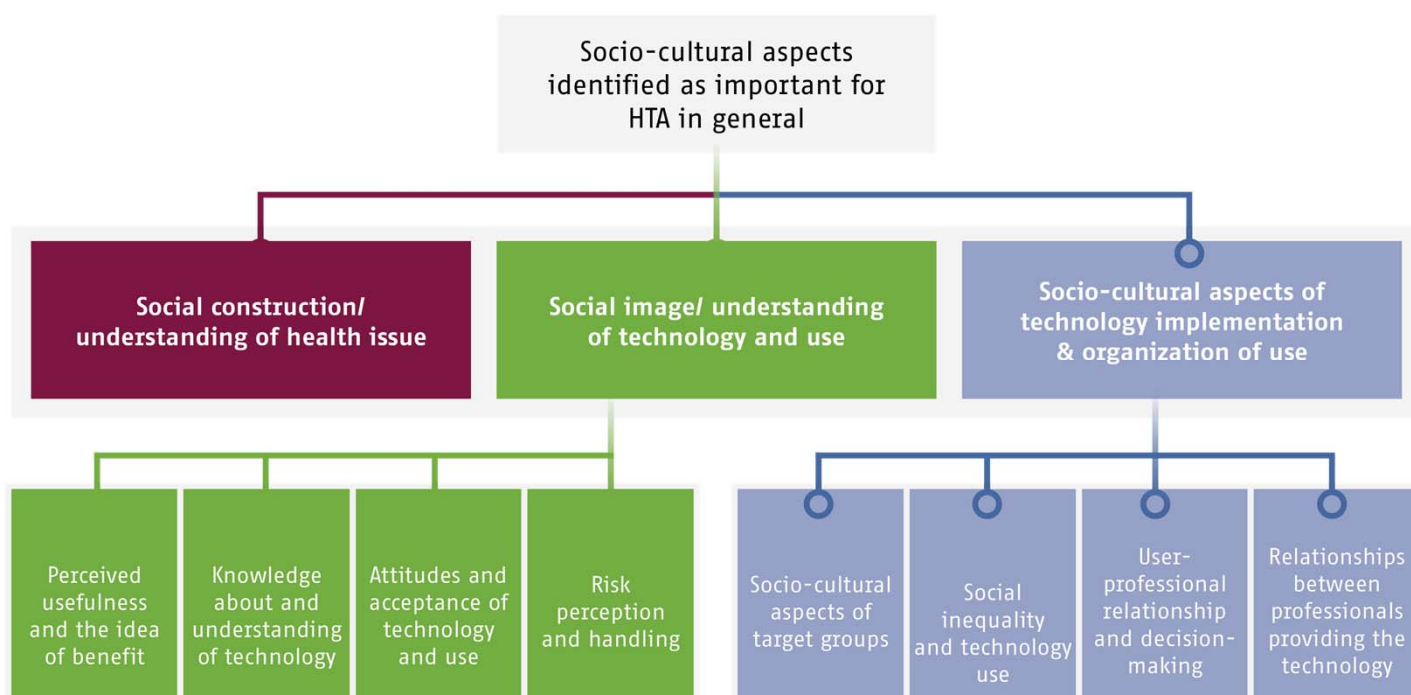 Socio-cultural aspects
identified as important for
HTA in general
Social construction/
understanding of health issue
Social image/ understanding
of technology and use
Socio-cultural aspects of
technology implementation
& organization of use
Perceived
usefulness
and the idea
of benefit
Knowledge
about and
understanding
of technology
Attitudes and
acceptance of
technology
and use
Risk
perception
and handling
Socio-cultural
aspects of
target groups
Social
inequality
and technology
use
User-
professional
relationship
and decision-
making
Relationships
between
professionals
providing the
technology